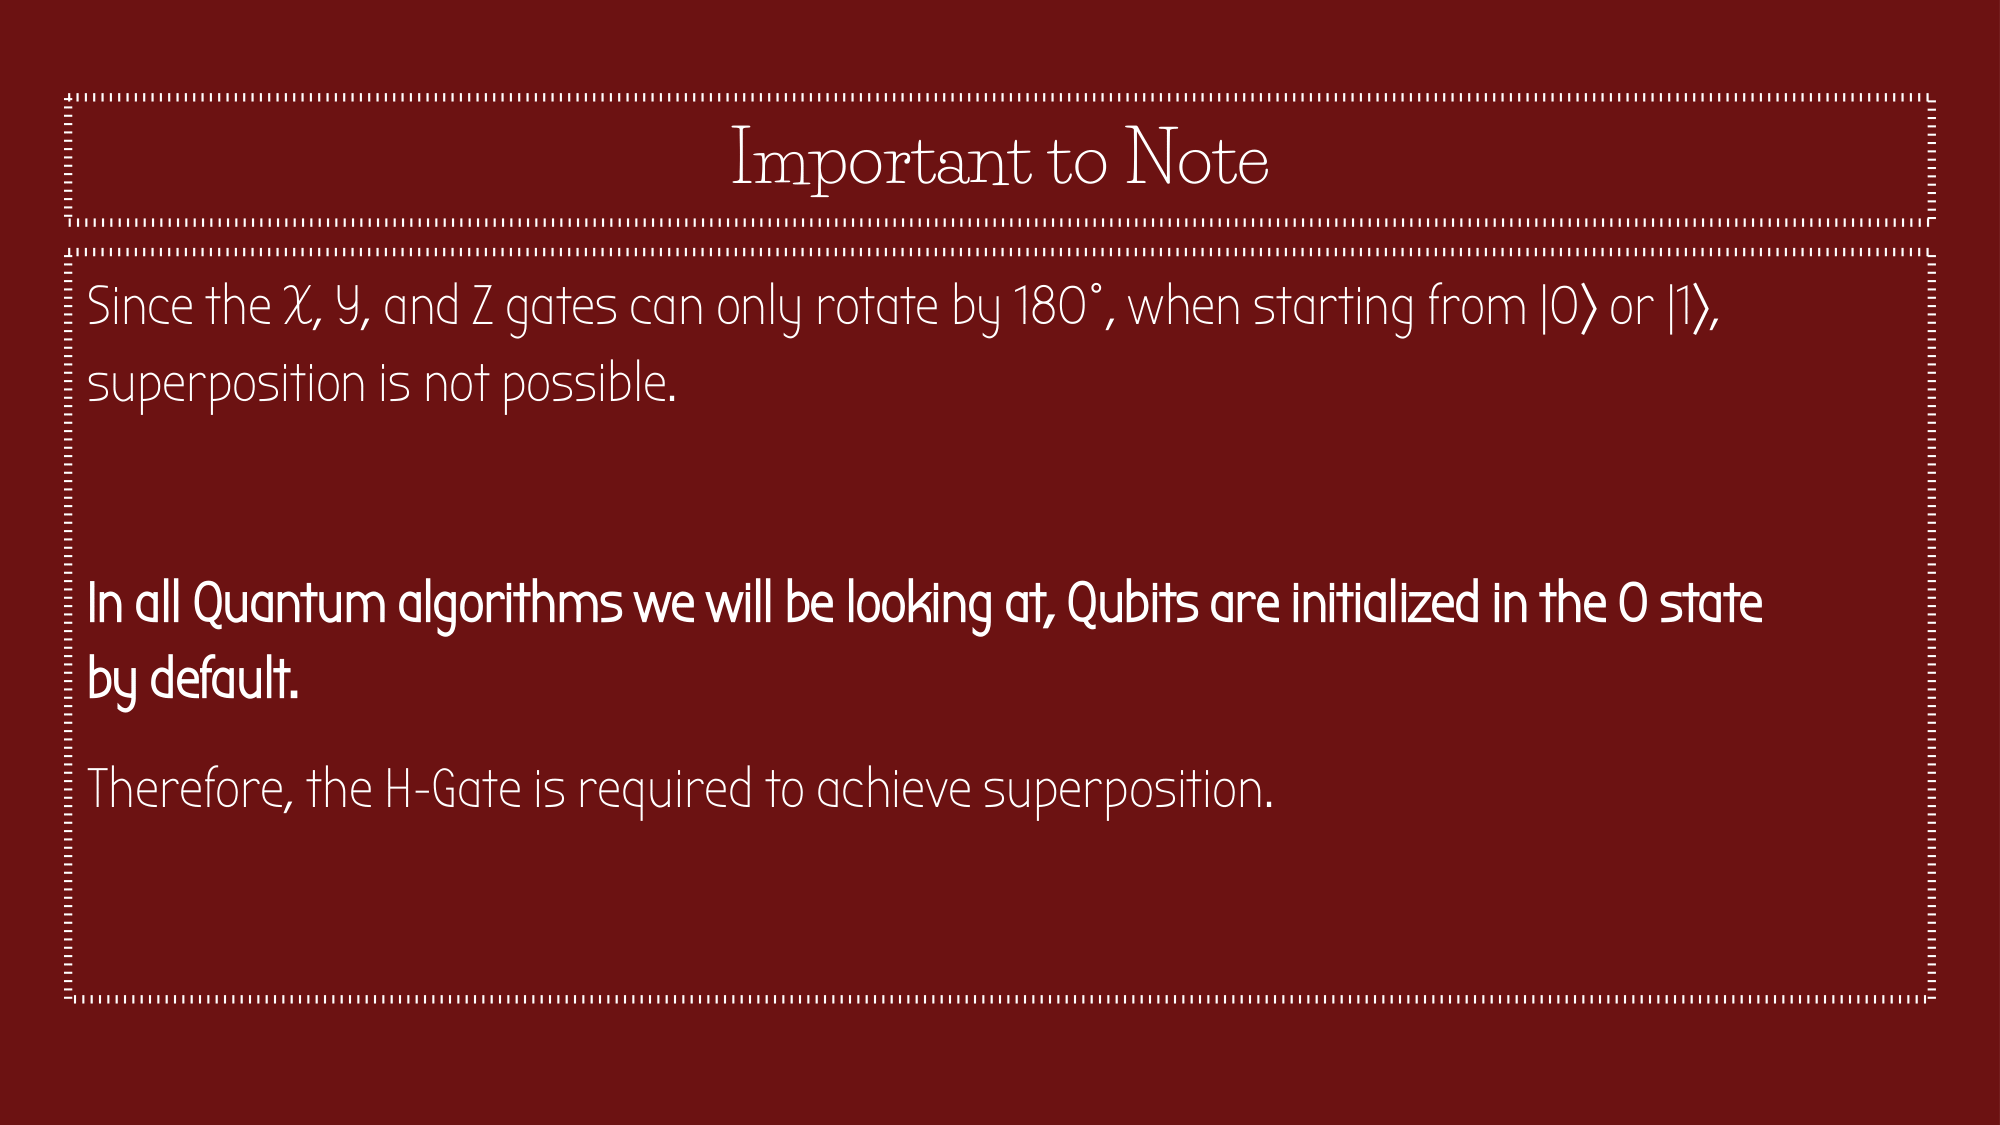 Important to Note
Since the X, Y, and Z gates can only rotate by 180°, when starting from |0⟩ or |1⟩,
superposition is not possible.
In all Quantum algorithms we will be looking at, Qubits are initialized in the 0 state
by default.
Therefore, the H-Gate is required to achieve superposition.